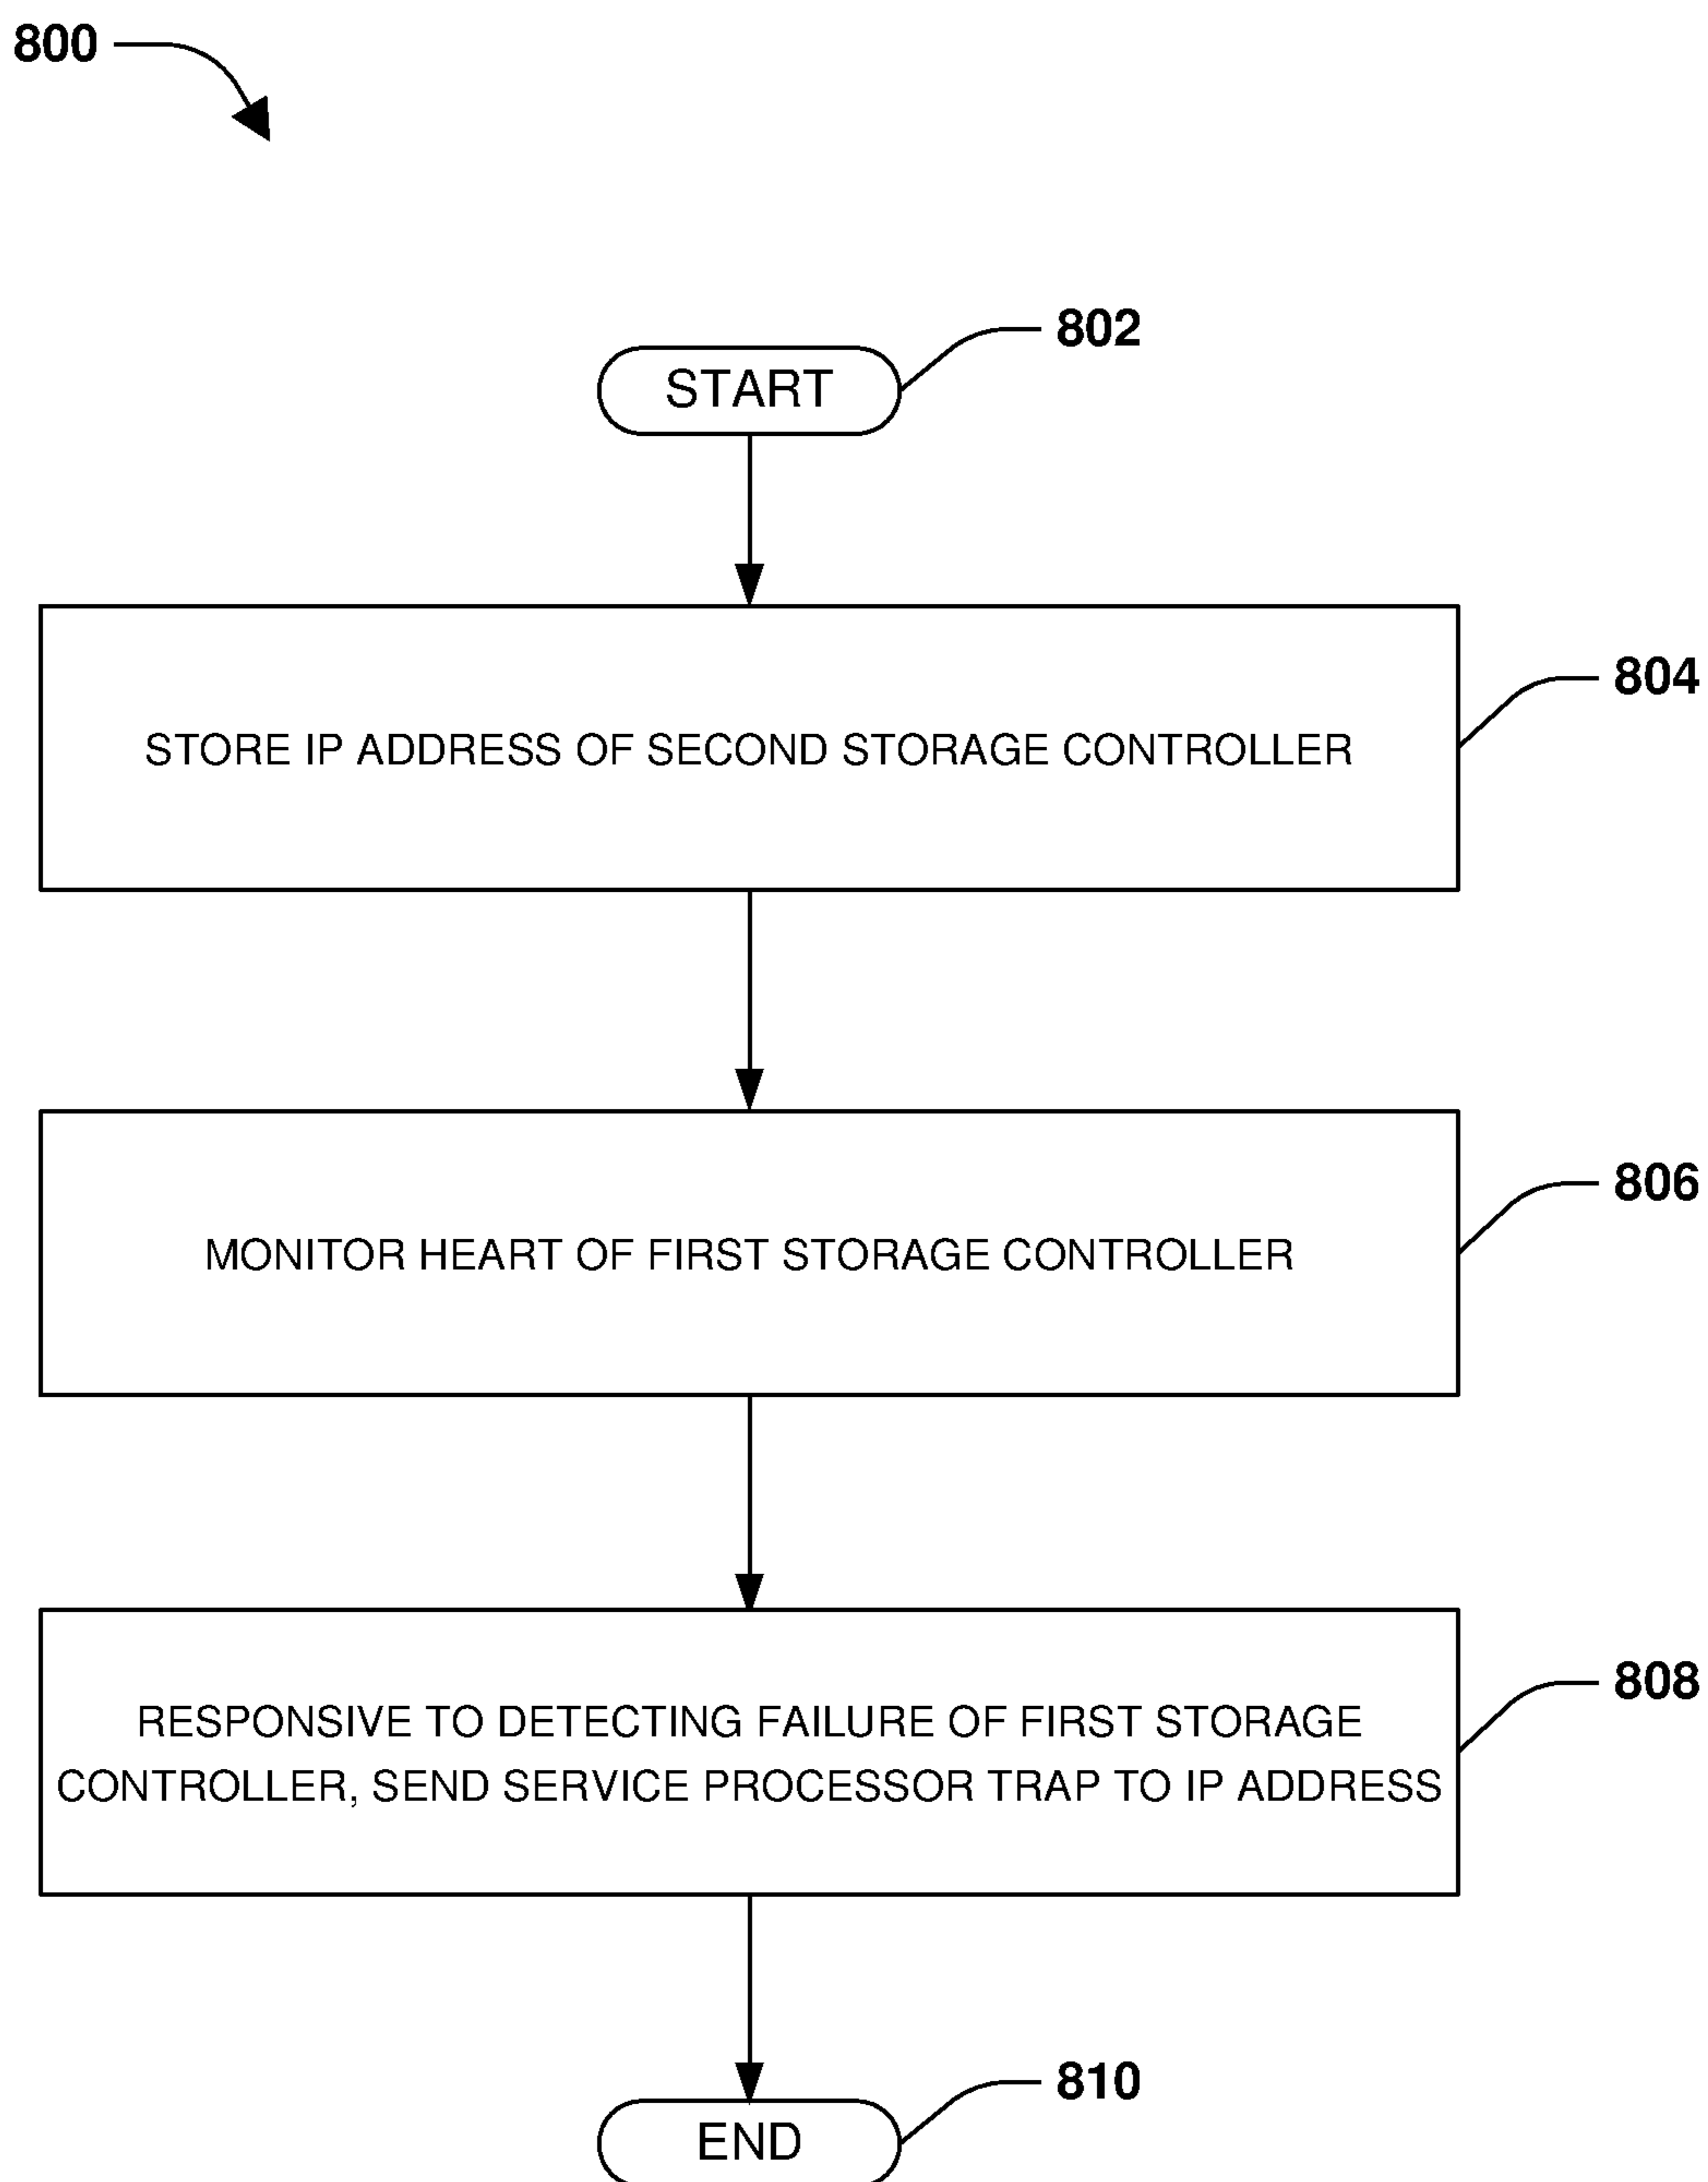 800
802
START
804
STORE IP ADDRESS OF SECOND STORAGE CONTROLLER
806
MONITOR HEART OF FIRST STORAGE CONTROLLER
808
RESPONSIVE TO DETECTING FAILURE OF FIRST STORAGE
CONTROLLER, SEND SERVICE PROCESSOR TRAP TO IP ADDRESS
810
END